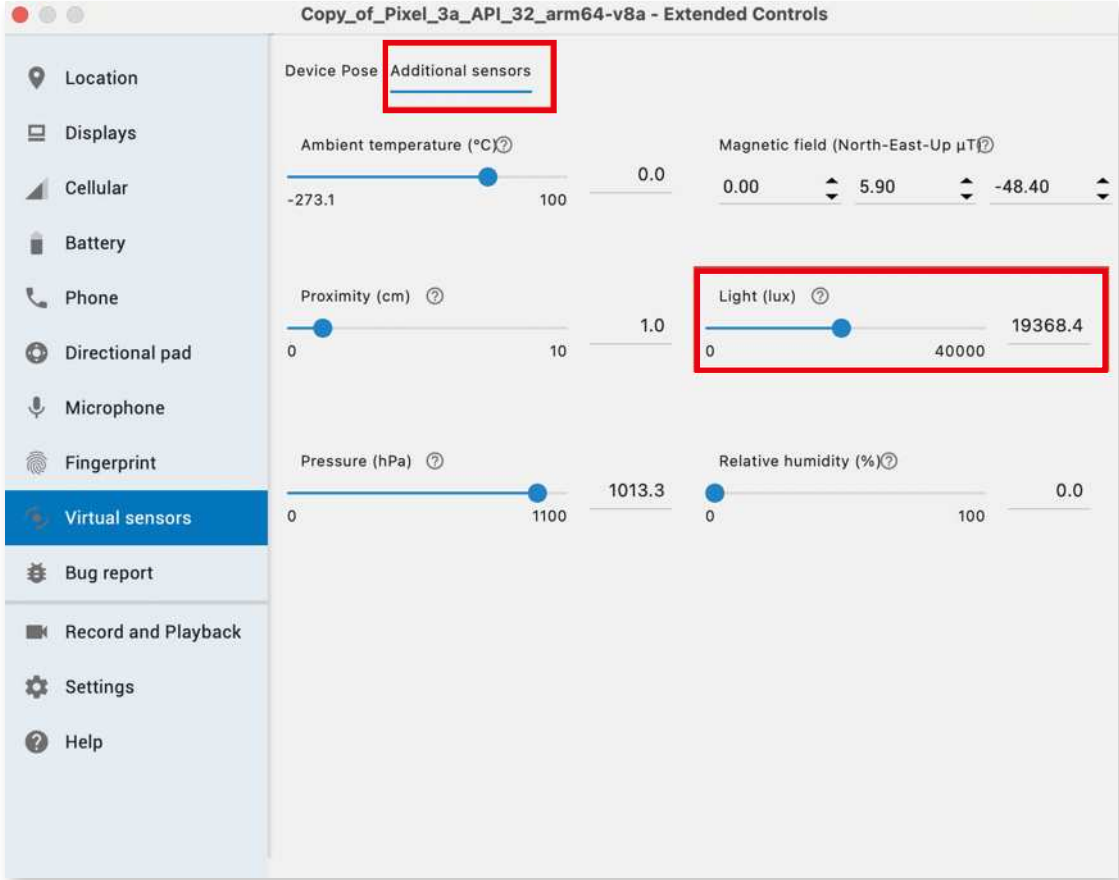 Copy_of_Pixel_3a_API_32_arm64-v8a - Extended Controls
Location
Displays
Cellular
Battery
Phone
Directional pad
Microphone
Fingerprint
Virtual sensors
Bug report
Record and Playback
Settings
Help
Device Pose Additional sensors
Ambient temperature (°C)
0.0
-273.1 100
Magnetic field (North-East-Up µT)
0.00 5.90 -48.40
Proximity (cm)
1.0
0 10
Light (lux)
19368.4
0 40000
Pressure (hPa)
1013.3
0 1100
Relative humidity (%)
0.0
0 100